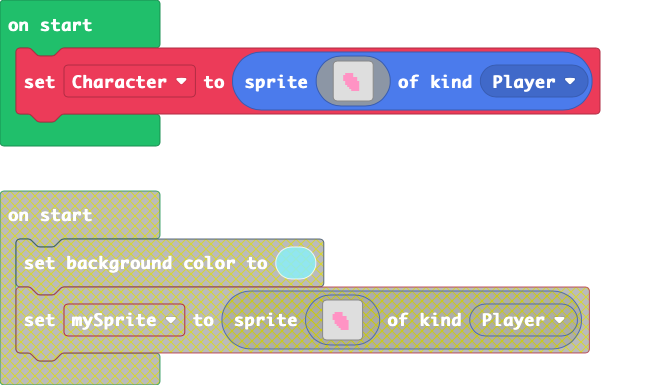 on start
set Character to sprite of kind Player
on start
set background color to
set mySprite to sprite of kind Player